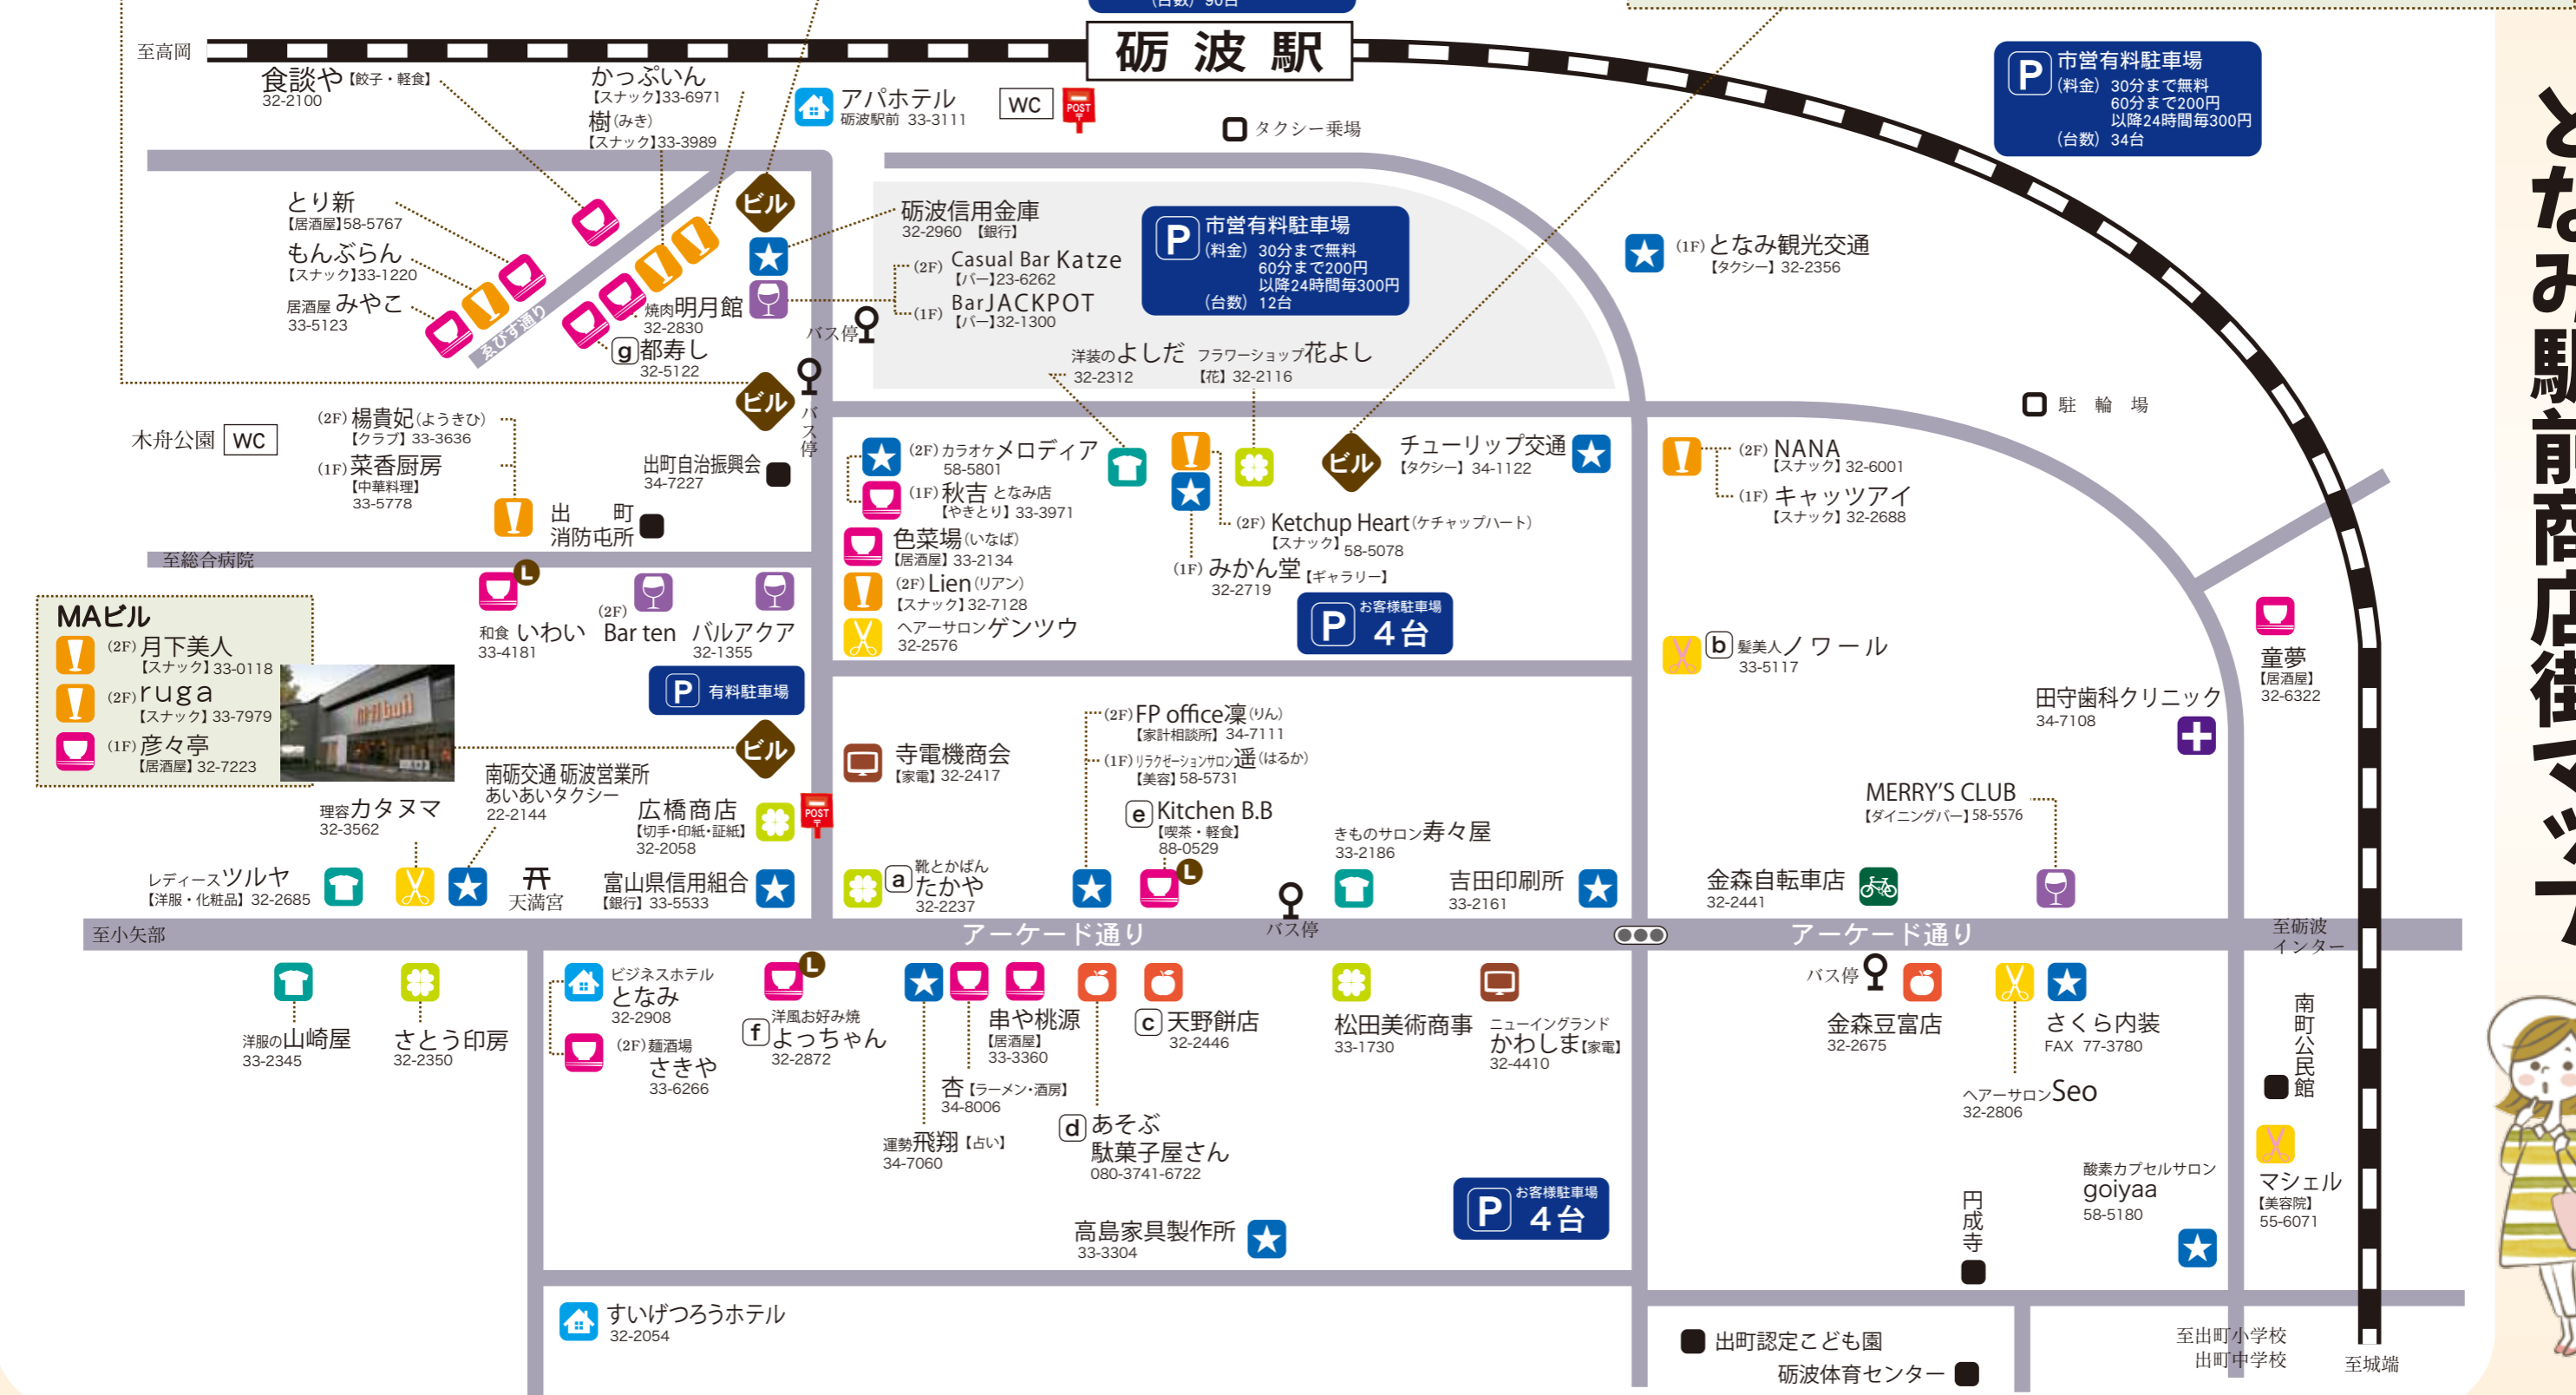 (台数) 90台
砺波駅
至高岡
食談や【餃子・軽食】
32-2100
かっぷいん
【スナック】33-6971
樹(みき)
【スナック】33-3989
アパホテル
砺波駅前 33-3111
WC
POST
タクシー乗場
P 市営有料駐車場
(料金) 30分まで無料
60分まで200円
以降24時間毎300円
(台数) 34台
とり新
【居酒屋】58-5767
もんぶらん
【スナック】33-1220
居酒屋 みやこ
33-5123
ゑびす通り
焼肉明月館
32-2830
g 都寿し
32-5122
ビル
砺波信用金庫
32-2960 【銀行】
(2F) Casual Bar Katze
【バー】23-6262
(1F) BarJACKPOT
【バー】32-1300
バス停
P 市営有料駐車場
(料金) 30分まで無料
60分まで200円
以降24時間毎300円
(台数) 12台
(1F) となみ観光交通
【タクシー】 32-2356
洋装のよしだ
32-2312
フラワーショップ花よし
【花】 32-2116
駐輪場
ビル
バス停
木舟公園 WC
(2F) 楊貴妃(ようきひ)
【クラブ】 33-3636
(1F) 菜香厨房
【中華料理】
33-5778
出町自治振興会
34-7227
出町
消防屯所
(2F) カラオケメロディア
58-5801
(1F) 秋吉 となみ店
【やきとり】 33-3971
色菜場(いなば)
【居酒屋】 33-2134
(2F) Lien(リアン)
【スナック】 32-7128
ヘアーサロンゲンツウ
32-2576
ビル
チューリップ交通
【タクシー】 34-1122
(2F) Ketchup Heart(ケチャップハート)
【スナック】 58-5078
(1F) みかん堂【ギャラリー】
32-2719
P お客様駐車場
4台
(2F) NANA
【スナック】 32-6001
(1F) キャッツアイ
【スナック】 32-2688
b 髪美人ノワール
33-5117
至総合病院
L
和食 いわい
33-4181
(2F)
Bar ten
バルアクア
32-1355
P 有料駐車場
MAビル
(2F) 月下美人
【スナック】33-0118
(2F) ruga
【スナック】 33-7979
(1F) 彦々亭
【居酒屋】 32-7223
ビル
童夢
【居酒屋】
32-6322
田守歯科クリニック
34-7108
MERRY'S CLUB
【ダイニングバー】58-5576
寺電機商会
【家電】 32-2417
(2F) FP office凜(りん)
【家計相談所】 34-7111
(1F) リラクゼーションサロン遥(はるか)
【美容】 58-5731
e Kitchen B.B
【喫茶・軽食】
88-0529
L
きものサロン寿々屋
33-2186
吉田印刷所
33-2161
金森自転車店
32-2441
理容カタヌマ
32-3562
南砺交通 砺波営業所
あいあいタクシー
22-2144
広橋商店
【切手・印紙・証紙】
32-2058
POST
レディースツルヤ
【洋服・化粧品】 32-2685
天満宮
富山県信用組合
【銀行】 33-5533
a 靴とかばん
たかや
32-2237
至小矢部
アーケード通り
バス停
アーケード通り
至砺波
インター
洋服の山崎屋
33-2345
さとう印房
32-2350
ビジネスホテル
となみ
32-2908
(2F)麺酒場
さきや
33-6266
L
f 洋風お好み焼
よっちゃん
32-2872
串や桃源
【居酒屋】
33-3360
杏【ラーメン・酒房】
34-8006
運勢飛翔【占い】
34-7060
c 天野餅店
32-2446
d あそぶ
駄菓子屋さん
080-3741-6722
松田美術商事
33-1730
ニューイングランド
かわしま【家電】
32-4410
バス停
金森豆富店
32-2675
さくら内装
FAX 77-3780
ヘアーサロンSeo
32-2806
南町公民館
マシェル
【美容院】
55-6071
酸素カプセルサロン
goiyaa
58-5180
円成寺
高島家具製作所
33-3304
P お客様駐車場
4台
すいげつろうホテル
32-2054
出町認定こども園
砺波体育センター
至出町小学校
出町中学校
至城端
となみ駅前商店街マップ